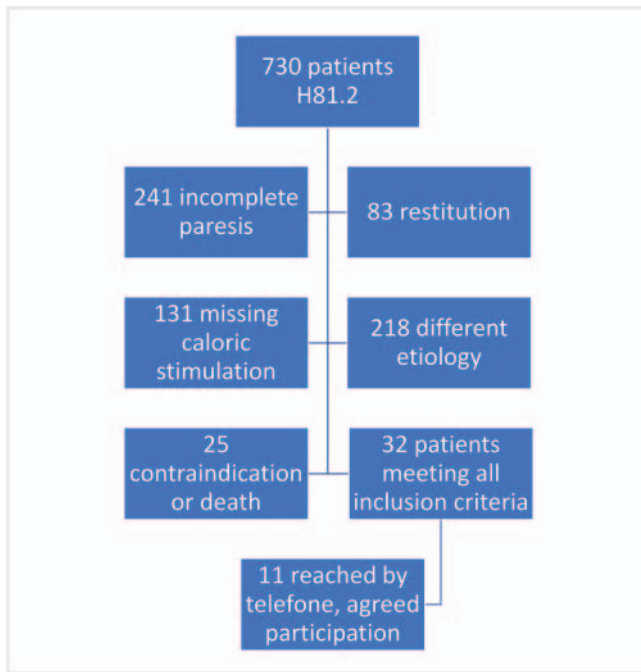 730 patients
H81.2
241 incomplete
paresis
83 restitution
131 missing
caloric
stimulation
218 different
etiology
25
contraindication
or death
32 patients
meeting all
inclusion criteria
11 reached by
telefone, agreed
participation